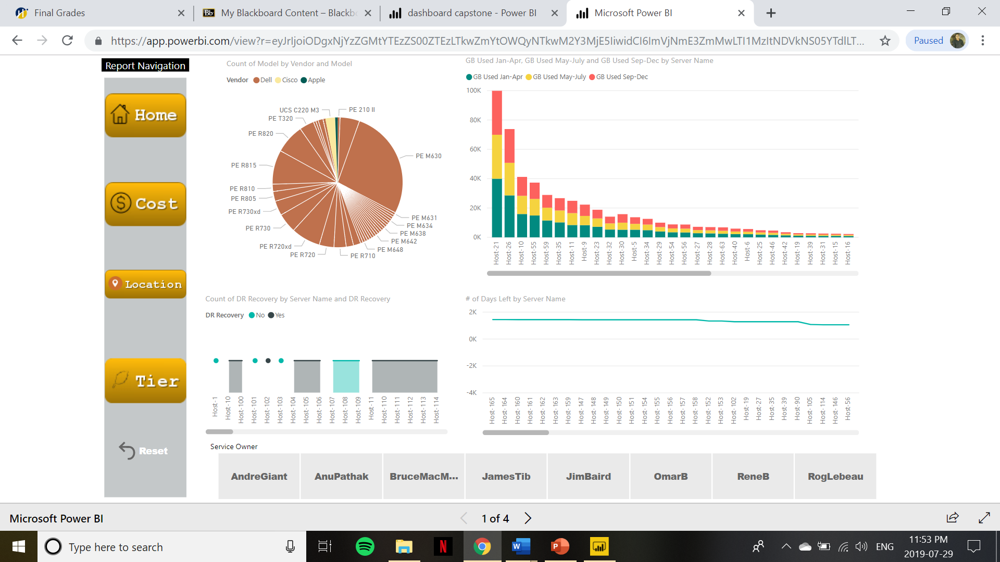 Final Grades
My Blackboard Content – Blackb
dashboard capstone - Power BI
Microsoft Power BI
https://app.powerbi.com/view?r=eyJrIjoiODgxNjYzZGMtYTEzZS00ZTEzLTkwZmYtOWQyNTkwM2Y3MjE5IiwidCI6ImVjNmE3ZmMwLTI1MzItNDVkNS05YTdlLT...
Paused
Report Navigation
Home
Cost
Location
Tier
Reset
Count of Model by Vendor and Model
Vendor Dell Cisco Apple
UCS C220 M3
PE 210 II
PE T320
PE R820
PE M630
PE R815
PE R810
PE R805
PE R730xd
PE R730
PE R720xd
PE R720
PE R710
PE M648
PE M642
PE M638
PE M634
PE M631
GB Used Jan-Apr, GB Used May-July and GB Used Sep-Dec by Server Name
GB Used Jan-Apr GB Used May-July GB Used Sep-Dec
100K
80K
60K
40K
20K
0K
Host-21 Host-26 Host-10 Host-55 Host-59 Host-35 Host-11 Host-9 Host-23 Host-32 Host-30 Host-5 Host-34 Host-29 Host-54 Host-56 Host-27 Host-28 Host-63 Host-40 Host-6 Host-25 Host-46 Host-42 Host-19 Host-39 Host-31 Host-15 Host-16
Count of DR Recovery by Server Name and DR Recovery
DR Recovery No Yes
Host-1 Host-10 Host-100 Host-101 Host-102 Host-103 Host-104 Host-105 Host-106 Host-107 Host-108 Host-109 Host-11 Host-110 Host-111 Host-112 Host-113 Host-114
# of Days Left by Server Name
2K
0K
-2K
-4K
Host-165 Host-164 Host-160 Host-161 Host-162 Host-163 Host-159 Host-147 Host-148 Host-149 Host-150 Host-151 Host-154 Host-155 Host-156 Host-157 Host-158 Host-152 Host-153 Host-102 Host-19 Host-27 Host-35 Host-39 Host-90 Host-105 Host-114 Host-146 Host-56
Service Owner
AndreGiant AnuPathak BruceMacM... JamesTib JimBaird OmarB ReneB RogLebeau
Microsoft Power BI
1 of 4
Type here to search
ENG
11:53 PM
2019-07-29